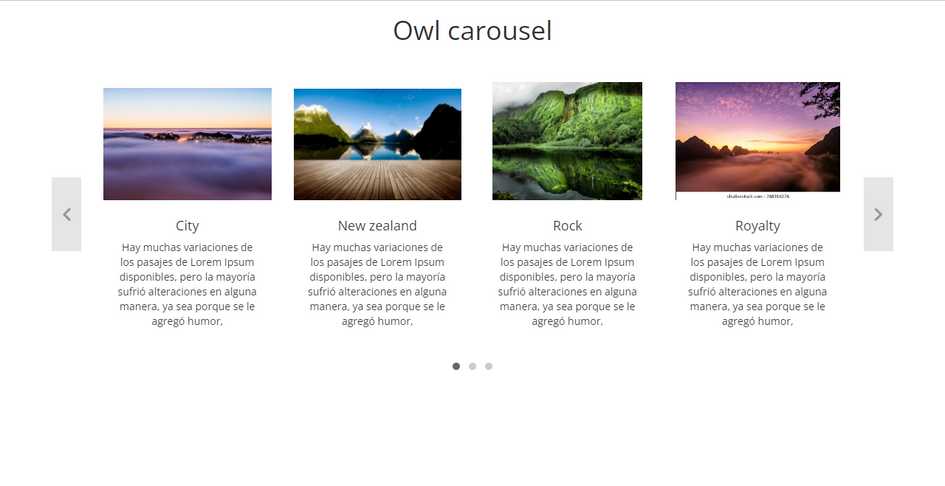 Owl carousel
shutterstock.com
City
New zealand
Rock
Royalty
Hay muchas variaciones de
los pasajes de Lorem Ipsum
disponibles, pero la mayoría
sufrió alteraciones en alguna
manera, ya sea porque se le
agregó humor,
Hay muchas variaciones de
los pasajes de Lorem Ipsum
disponibles, pero la mayoría
sufrió alteraciones en alguna
manera, ya sea porque se le
agregó humor,
Hay muchas variaciones de
los pasajes de Lorem Ipsum
disponibles, pero la mayoría
sufrió alteraciones en alguna
manera, ya sea porque se le
agregó humor,
Hay muchas variaciones de
los pasajes de Lorem Ipsum
disponibles, pero la mayoría
sufrió alteraciones en alguna
manera, ya sea porque se le
agregó humor,